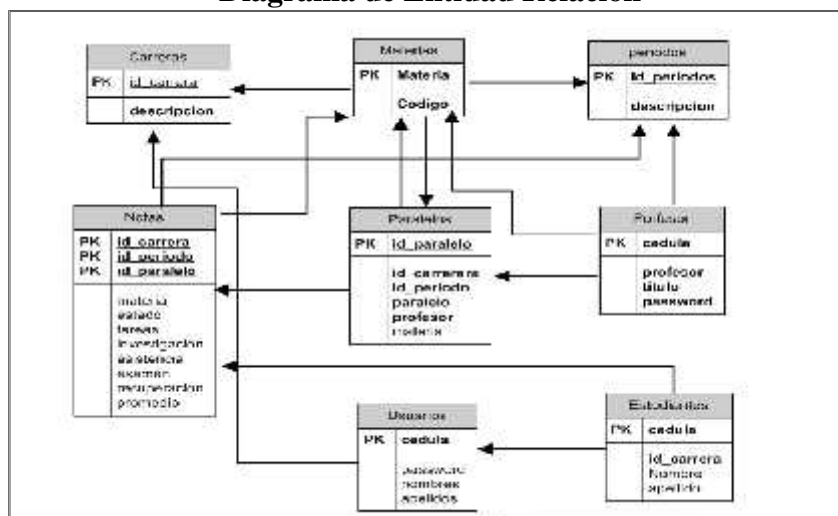 Diagrama de Entidad Relación
Carreras
PK id_carrera
descripcion
Materias
PK Materia
Codigo
periodos
PK Id_periodos
descripcion
Notas
PK id_carrera
PK id_periodo
PK id_paralelo
materia
estado
tareas
investigacion
asistencia
examen
recuperacion
promedio
Paralelos
PK id_paralelo
id_carrerara
id_periodo
paralelo
profesor
materia
PK cedula
profesor
titulo
password
Usuarios
PK cedula
password
nombres
apellidos
Estudiantes
PK cedula
id_carrera
Nombre
apellido